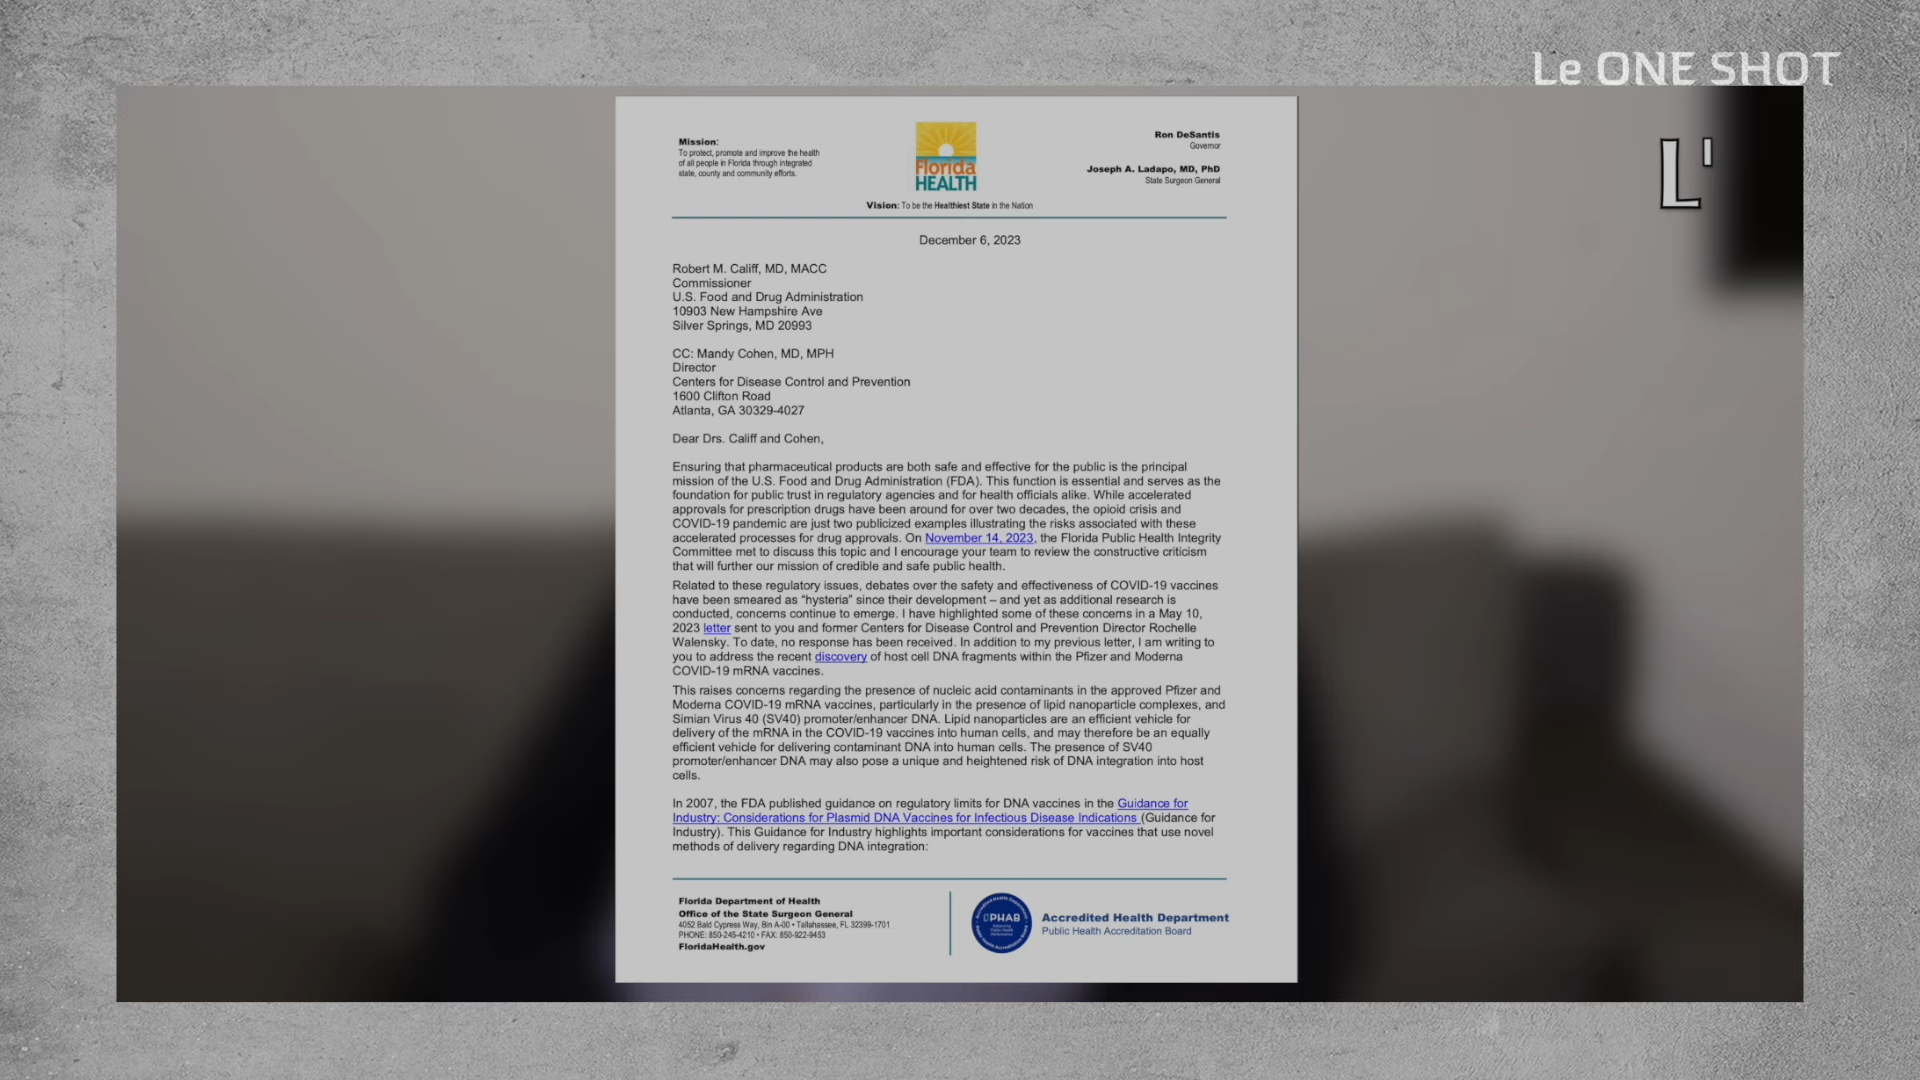 Le ONE SHOT
L'
Mission:
To protect, promote and improve the health
of all people in Florida through integrated
state, county and community efforts.
Florida
HEALTH
Ron DeSantis
Governor
Joseph A. Ladapo, MD, PhD
State Surgeon General
Vision: To be the Healthiest State in the Nation
December 6, 2023
Robert M. Califf, MD, MACC
Commissioner
U.S. Food and Drug Administration
10903 New Hampshire Ave
Silver Springs, MD 20993
CC: Mandy Cohen, MD, MPH
Director
Centers for Disease Control and Prevention
1600 Clifton Road
Atlanta, GA 30329-4027
Dear Drs. Califf and Cohen,
Ensuring that pharmaceutical products are both safe and effective for the public is the principal
mission of the U.S. Food and Drug Administration (FDA). This function is essential and serves as the
foundation for public trust in regulatory agencies and for health officials alike. While accelerated
approvals for prescription drugs have been around for over two decades, the opioid crisis and
COVID-19 pandemic are just two publicized examples illustrating the risks associated with these
accelerated processes for drug approvals. On November 14, 2023, the Florida Public Health Integrity
Committee met to discuss this topic and I encourage your team to review the constructive criticism
that will further our mission of credible and safe public health.
Related to these regulatory issues, debates over the safety and effectiveness of COVID-19 vaccines
have been smeared as “hysteria” since their development – and yet as additional research is
conducted, concerns continue to emerge. I have highlighted some of these concerns in a May 10,
2023 letter sent to you and former Centers for Disease Control and Prevention Director Rochelle
Walensky. To date, no response has been received. In addition to my previous letter, I am writing to
you to address the recent discovery of host cell DNA fragments within the Pfizer and Moderna
COVID-19 mRNA vaccines.
This raises concerns regarding the presence of nucleic acid contaminants in the approved Pfizer and
Moderna COVID-19 mRNA vaccines, particularly in the presence of lipid nanoparticle complexes, and
Simian Virus 40 (SV40) promoter/enhancer DNA. Lipid nanoparticles are an efficient vehicle for
delivery of the mRNA in the COVID-19 vaccines into human cells, and may therefore be an equally
efficient vehicle for delivering contaminant DNA into human cells. The presence of SV40
promoter/enhancer DNA may also pose a unique and heightened risk of DNA integration into host
cells.
In 2007, the FDA published guidance on regulatory limits for DNA vaccines in the Guidance for
Industry: Considerations for Plasmid DNA Vaccines for Infectious Disease Indications (Guidance for
Industry). This Guidance for Industry highlights important considerations for vaccines that use novel
methods of delivery regarding DNA integration:
Florida Department of Health
Office of the State Surgeon General
4052 Bald Cypress Way, Bin A-00 • Tallahassee, FL 32399-1701
PHONE: 850-245-4210 • FAX: 850-922-9453
FloridaHealth.gov
PHAB
Accredited Health Department
Public Health Accreditation Board